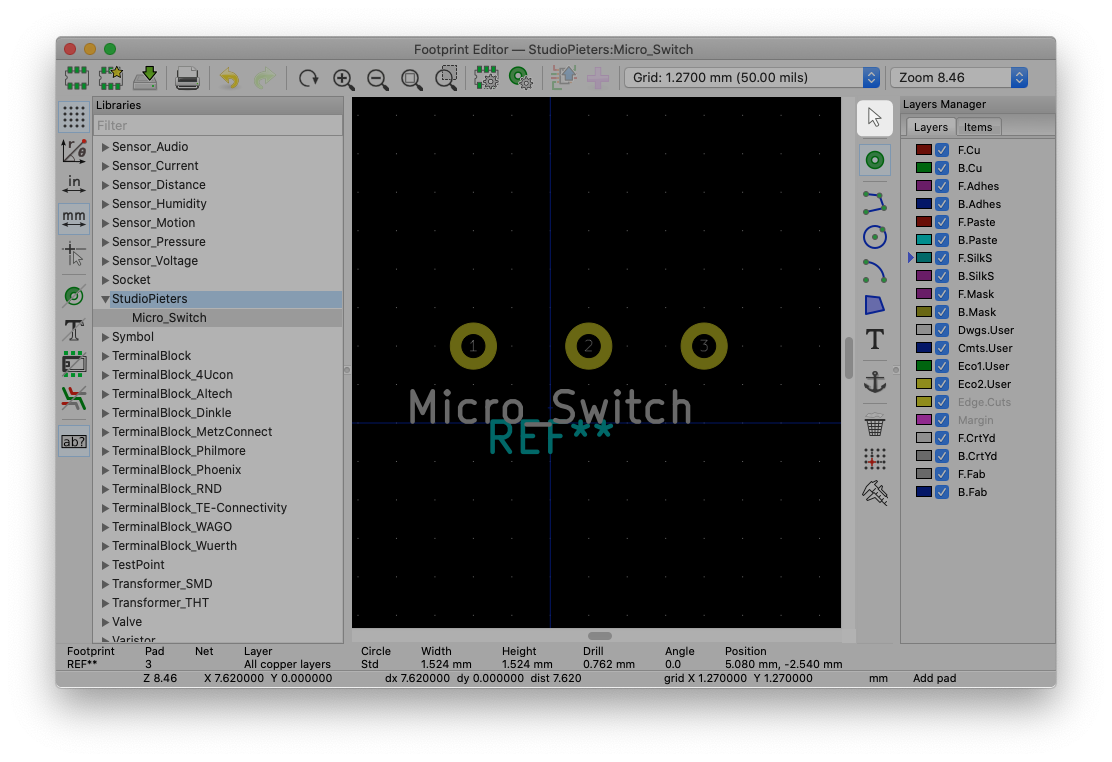 Footprint Editor — StudioPieters:Micro_Switch
Grid: 1.2700 mm (50.00 mils)
Zoom 8.46
Libraries
Filter
Sensor_Audio
Sensor_Current
Sensor_Distance
Sensor_Humidity
Sensor_Motion
Sensor_Pressure
Sensor_Voltage
Socket
StudioPieters
Micro_Switch
Symbol
TerminalBlock
TerminalBlock_4Ucon
TerminalBlock_Altech
TerminalBlock_Dinkle
TerminalBlock_MetzConnect
TerminalBlock_Philmore
TerminalBlock_Phoenix
TerminalBlock_RND
TerminalBlock_TE-Connectivity
TerminalBlock_WAGO
TerminalBlock_Wuerth
TestPoint
Transformer_SMD
Transformer_THT
Valve
Varistor
r θ
in
mm
T
ab?
1 2 3
Micro_Switch
REF**
T
Layers Manager
Layers Items
F.Cu
B.Cu
F.Adhes
B.Adhes
F.Paste
B.Paste
F.SilkS
B.SilkS
F.Mask
B.Mask
Dwgs.User
Cmts.User
Eco1.User
Eco2.User
Edge.Cuts
Margin
F.CrtYd
B.CrtYd
F.Fab
B.Fab
Footprint Pad Net Layer Circle Width Height Drill Angle Position
REF** 3 All copper layers Std 1.524 mm 1.524 mm 0.762 mm 0.0 5.080 mm, -2.540 mm
Z 8.46 X 7.620000 Y 0.000000 dx 7.620000 dy 0.000000 dist 7.620 grid X 1.270000 Y 1.270000 mm Add pad